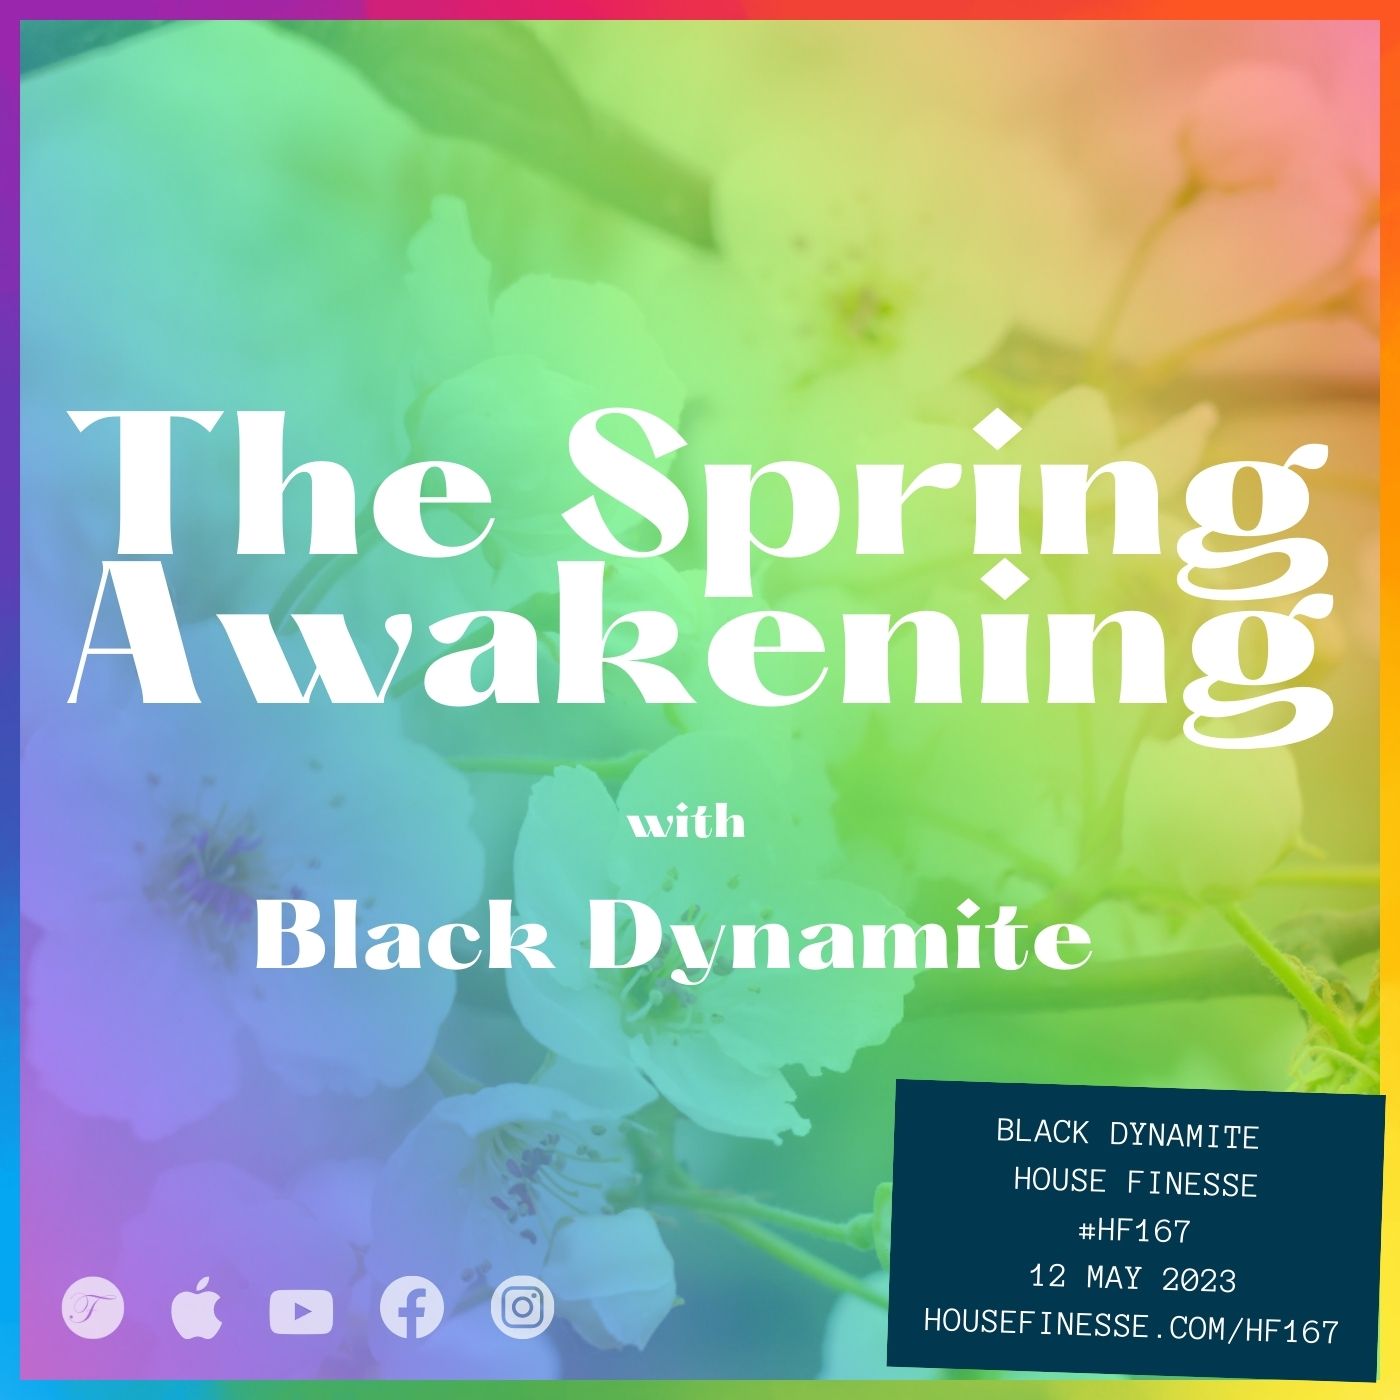 The Spring
Awakening
with
Black Dynamite
BLACK DYNAMITE
HOUSE FINESSE
#HF167
12 MAY 2023
HOUSEFINESSE.COM/HF167
F